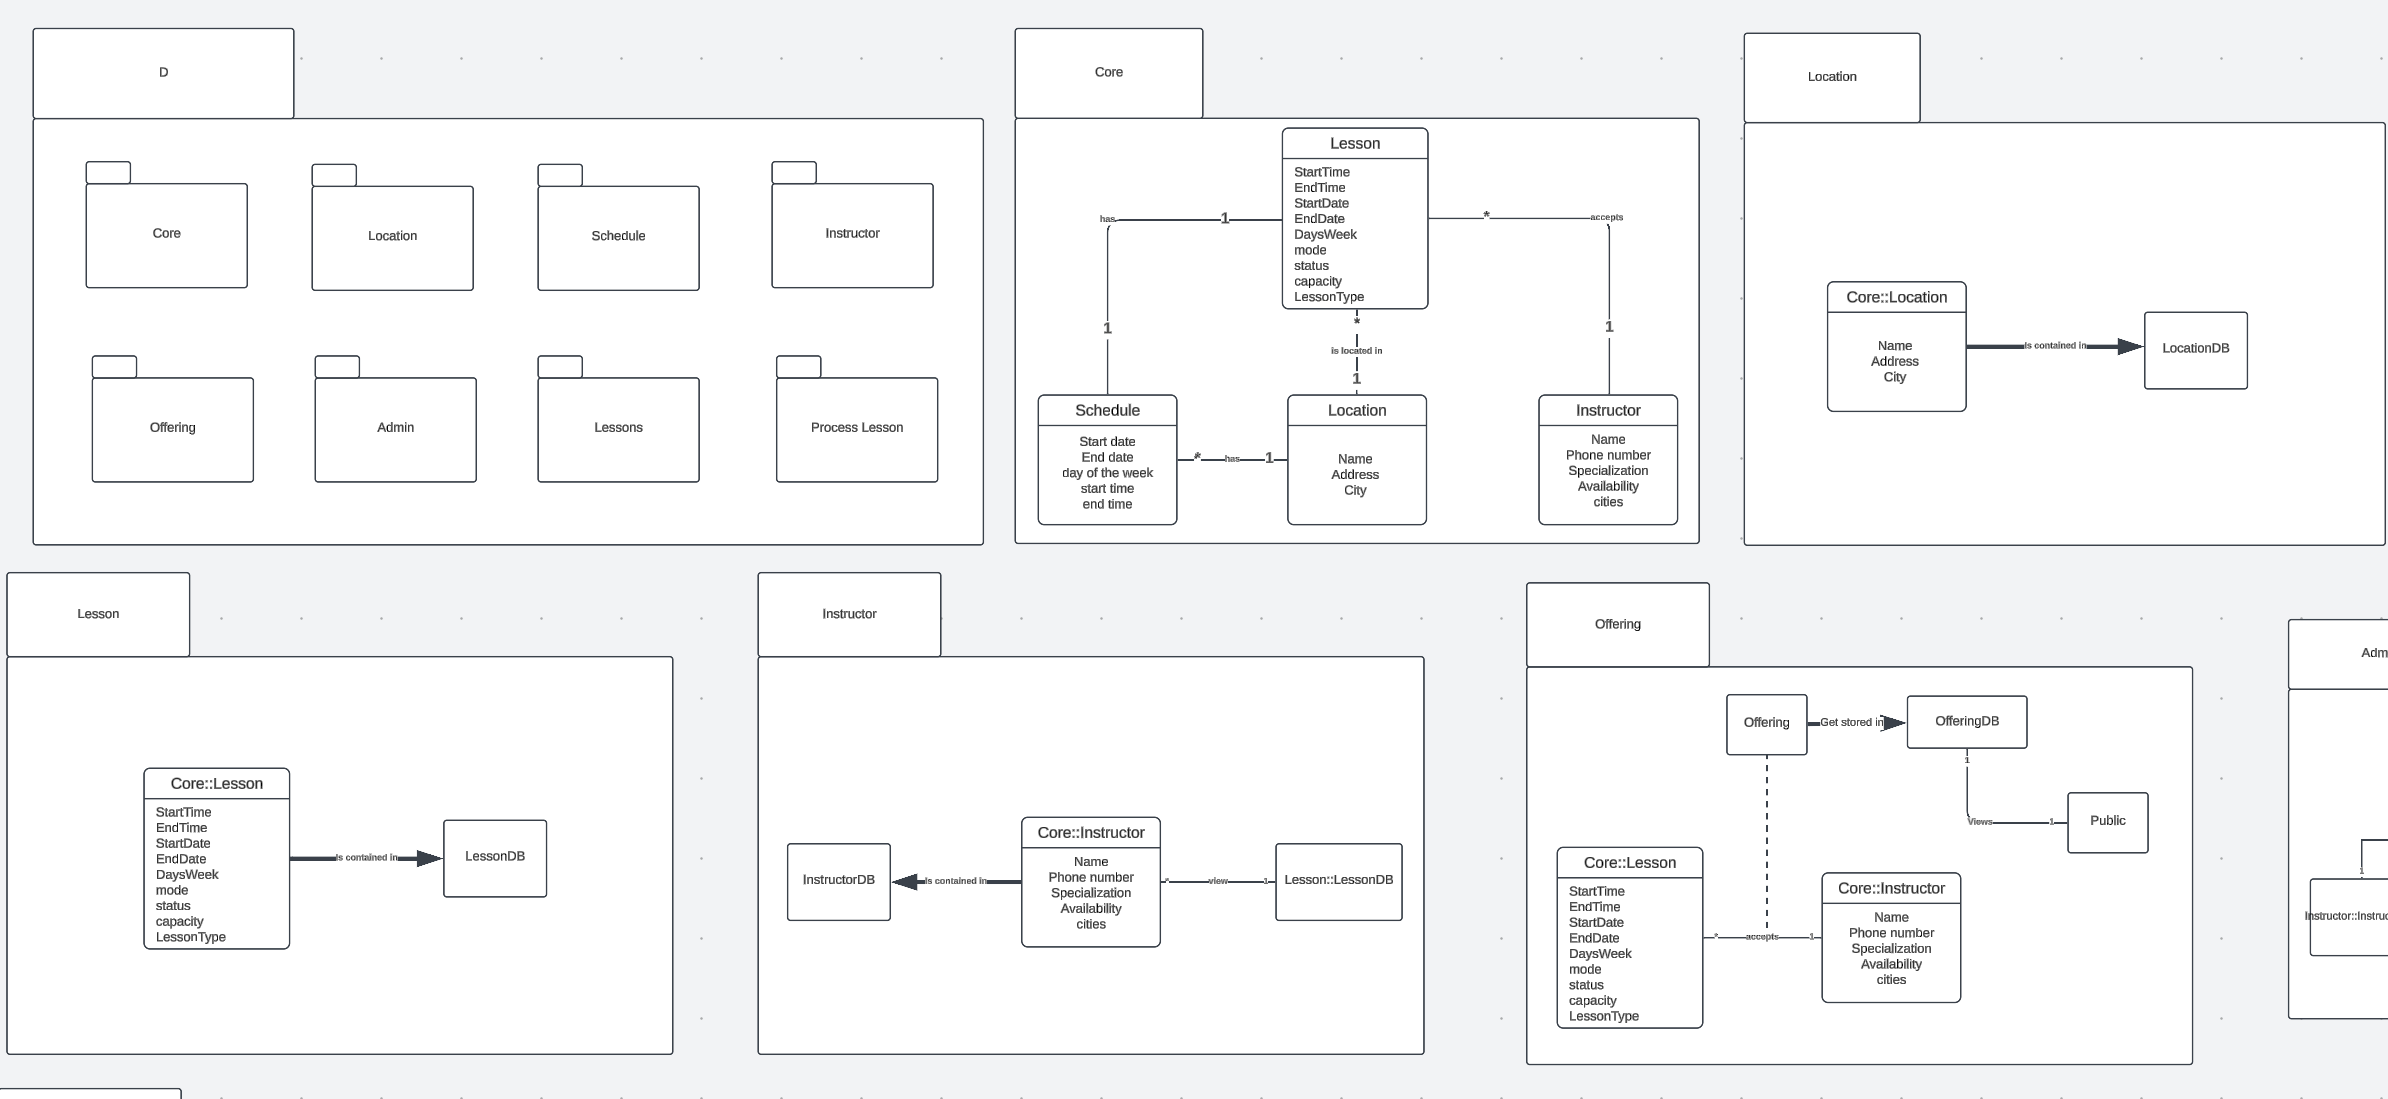 D
Core
Location
Schedule
Instructor
Offering
Admin
Lessons
Process Lesson
Core
Lesson
StartTime
EndTime
StartDate
EndDate
DaysWeek
mode
status
capacity
LessonType
has
1
1
*
accepts
1
*
is located in
1
Schedule
Start date
End date
day of the week
start time
end time
*
has
1
Location
Name
Address
City
Instructor
Name
Phone number
Specialization
Availability
cities
Location
Core::Location
Name
Address
City
Is contained in
LocationDB
Lesson
Core::Lesson
StartTime
EndTime
StartDate
EndDate
DaysWeek
mode
status
capacity
LessonType
Is contained in
LessonDB
Instructor
InstructorDB
Is contained in
Core::Instructor
Name
Phone number
Specialization
Availability
cities
*
view
1
Lesson::LessonDB
Offering
Offering
Get stored in
OfferingDB
1
Views
1
Public
Core::Lesson
StartTime
EndTime
StartDate
EndDate
DaysWeek
mode
status
capacity
LessonType
*
accepts
1
Core::Instructor
Name
Phone number
Specialization
Availability
cities
Adm
1
Instructor::Instruc